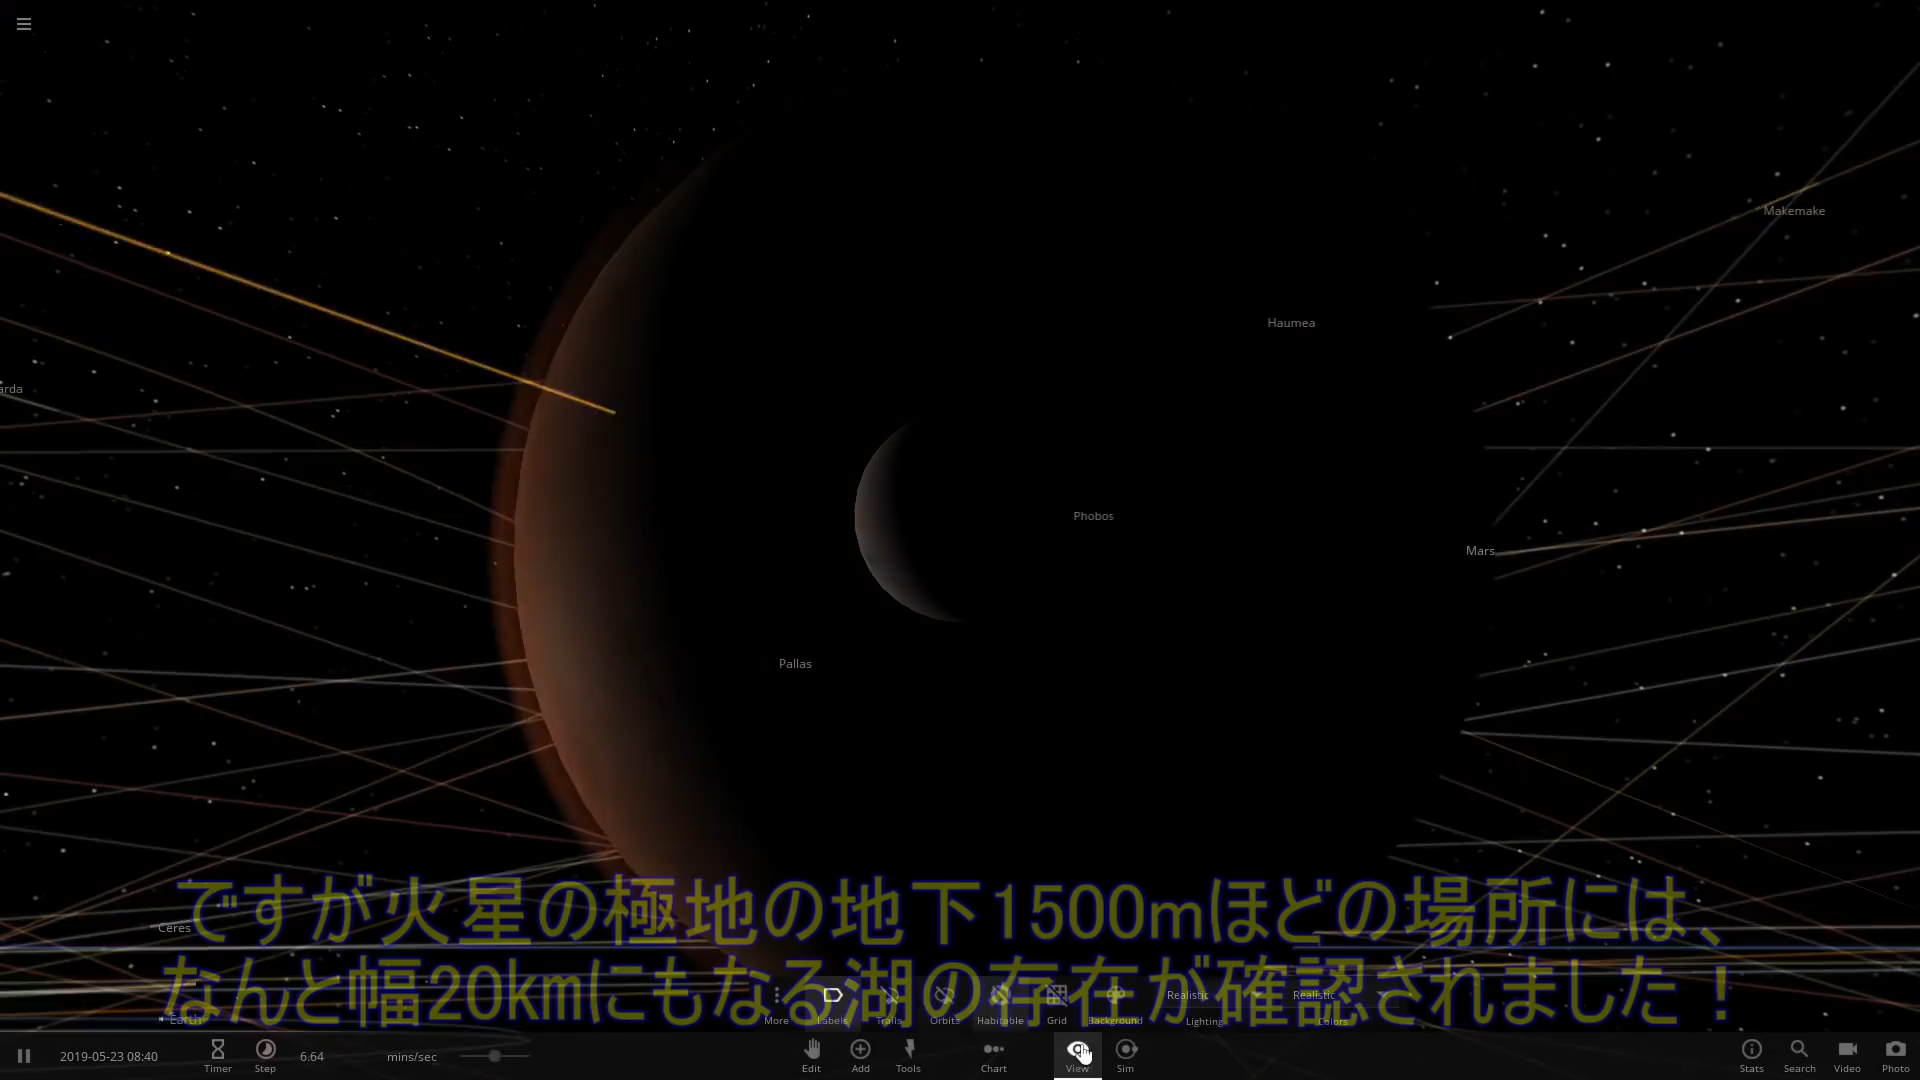 Makemake
Haumea
arda
Phobos
Mars
Pallas
ですが火星の極地の地下1500mほどの場所には、
Ceres
なんと幅20kmにもなる湖の存在が確認されました！
Realistic
Realistic
Earth
More
Labels
Trails
Orbits
Habitable
Grid
Background
Lighting
Colors
2019-05-23 08:40
Timer
Step
6.64
mins/sec
Edit
Add
Tools
Chart
View
Sim
Stats
Search
Video
Photo